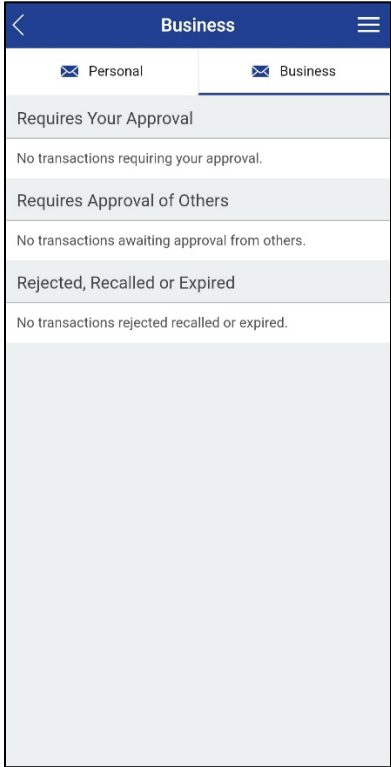 Business
Personal
Business
Requires Your Approval
No transactions requiring your approval.
Requires Approval of Others
No transactions awaiting approval from others.
Rejected, Recalled or Expired
No transactions rejected recalled or expired.